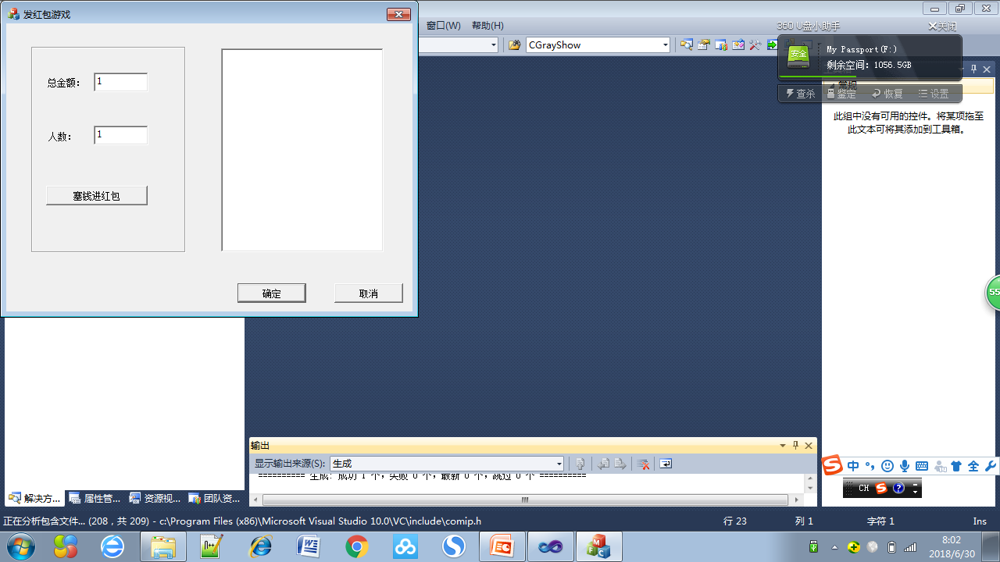 发红包游戏
窗口(W) 帮助(H)
360 U盘小助手 关闭
CGrayShow
安全
My Passport(F:)
剩余空间: 1056.5GB
常规
查杀 鉴定 恢复 设置
总金额: 1
人数: 1
塞钱进红包
确定 取消
此组中没有可用的控件。将某项拖至
此文本可将其添加到工具箱。
55
输出
显示输出来源(S): 生成
========== 生成: 成功 1 个，失败 0 个，最新 0 个，跳过 0 个 ==========
中 全
CH
解决方... 属性管... 资源视... 团队资...
正在分析包含文件... (208 , 共 209) - c:\Program Files (x86)\Microsoft Visual Studio 10.0\VC\include\comip.h 行 23 列 1 字符 1 Ins
8:02
2018/6/30